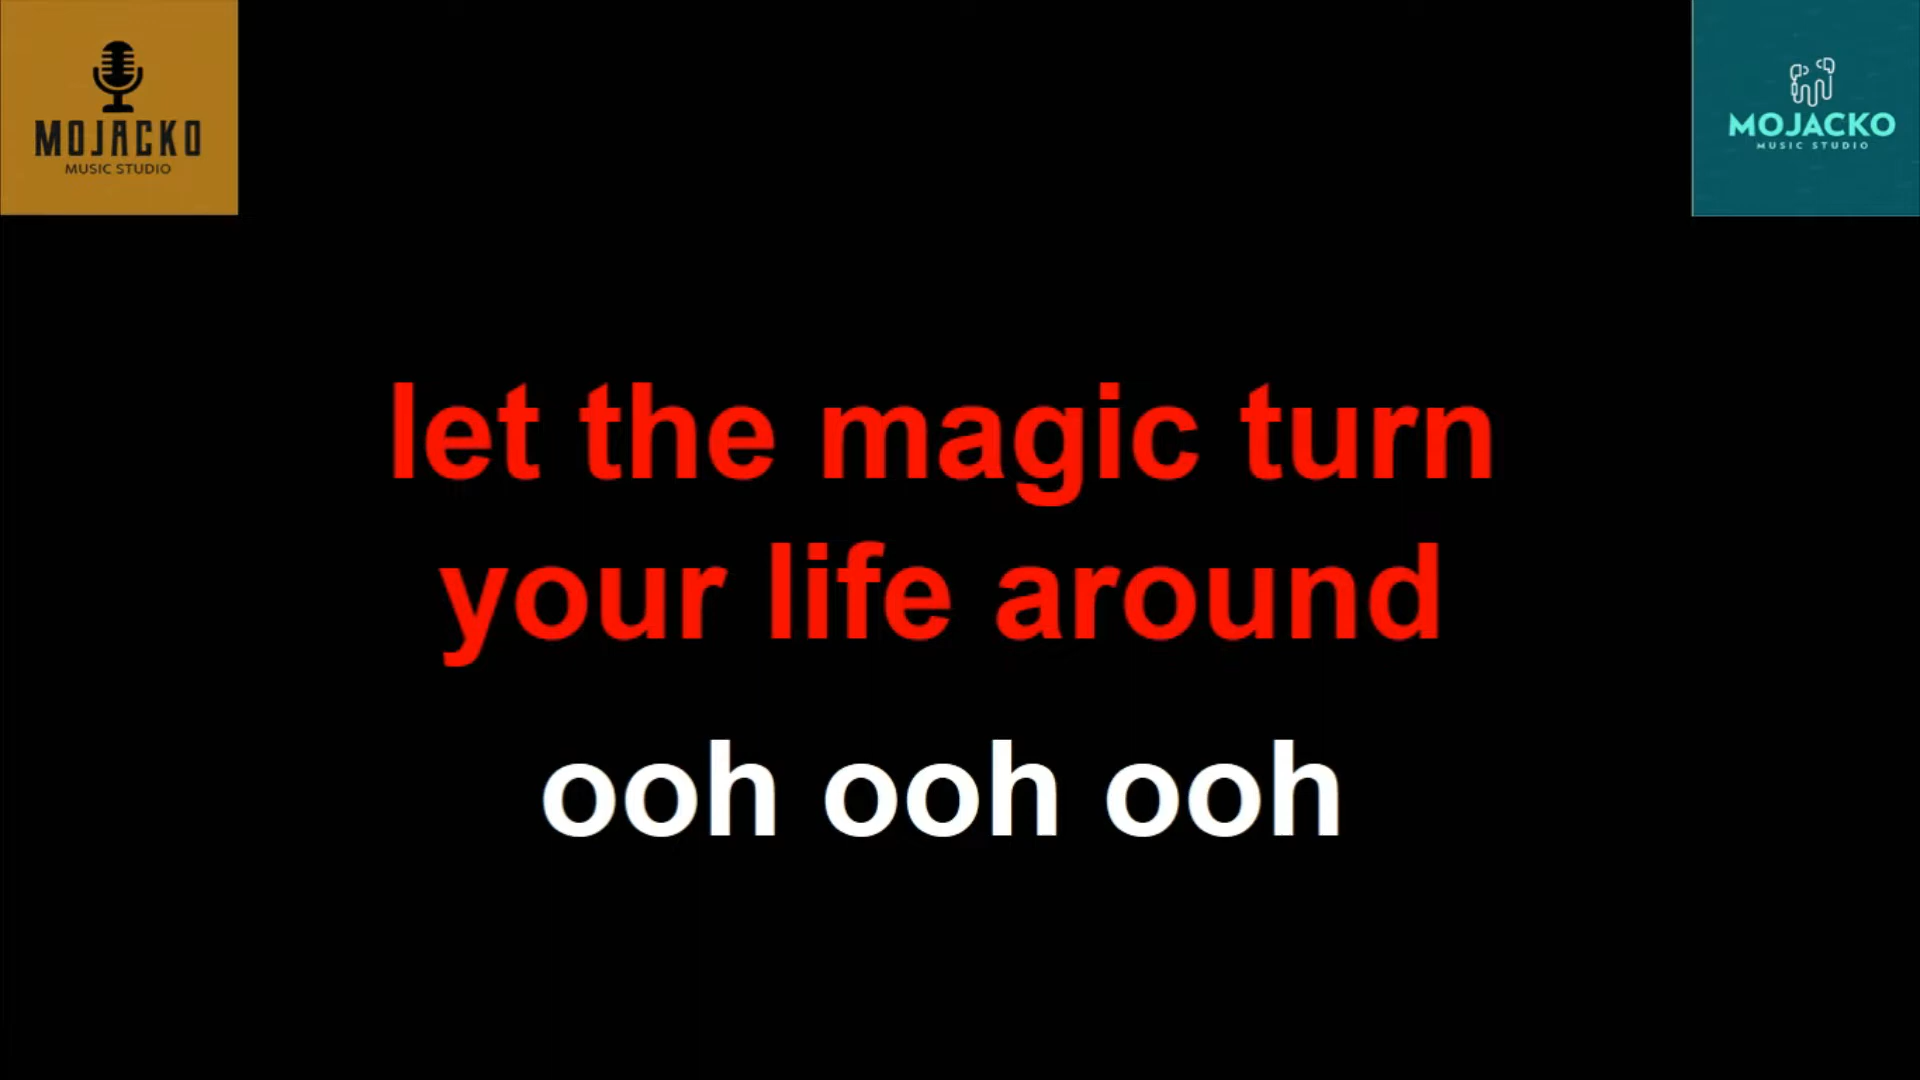 MOJACKO
MUSIC STUDIO
MOJACKO
MUSIC STUDIO
let the magic turn
your life around
ooh ooh ooh